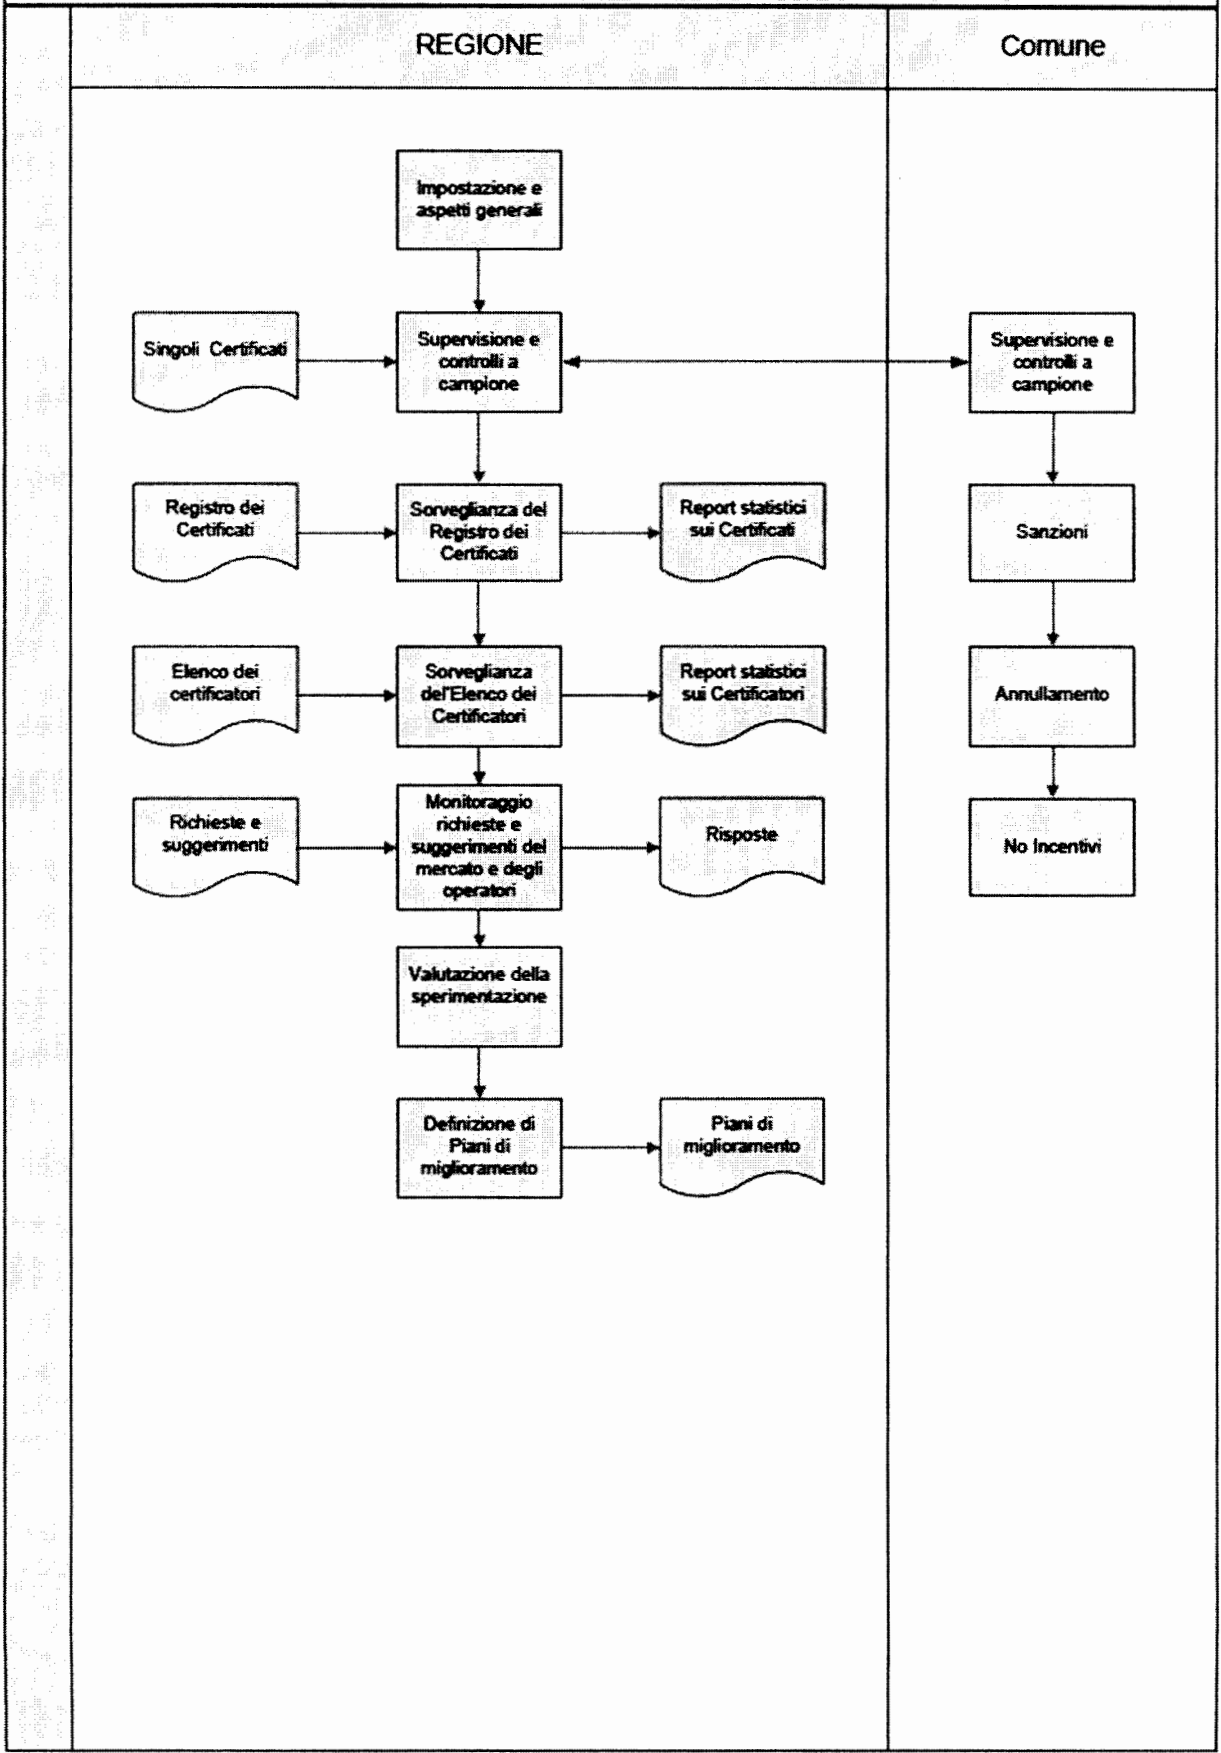 REGIONE
Comune
Impostazione e
aspetti generali
Singoli Certificati
Supervisione e
controlli a
campione
Supervisione e
controlli a
campione
Registro dei
Certificati
Sorveglianza del
Registro dei
Certificati
Report statistici
sui Certificati
Sanzioni
Elenco dei
certificatori
Sorveglianza
dell'Elenco dei
Certificatori
Report statistici
sui Certificatori
Annullamento
Richieste e
suggerimenti
Monitoraggio
richieste e
suggerimenti del
mercato e degli
operatori
Risposte
No Incentivi
Valutazione della
sperimentazione
Definizione di
Piani di
miglioramento
Piani di
miglioramento